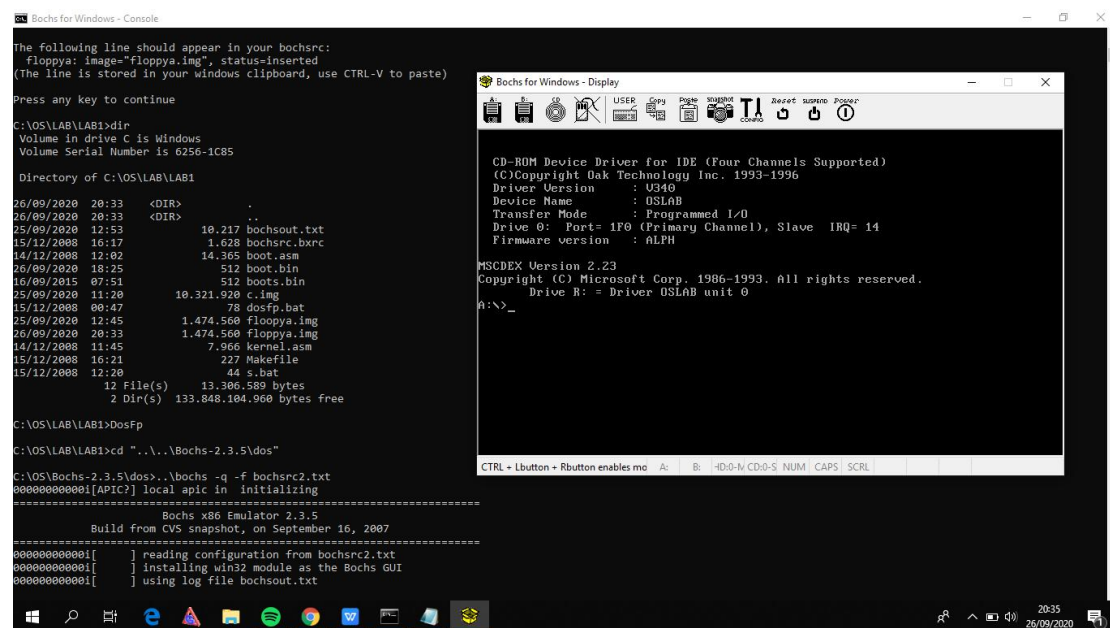 Bochs for Windows - Console
The following line should appear in your bochsrc:
floppya: image="floppya.img", status=inserted
(The line is stored in your windows clipboard, use CTRL-V to paste)
Press any key to continue
C:\OS\LAB\LAB1>dir
Volume in drive C is Windows
Volume Serial Number is 6256-1C85
Directory of C:\OS\LAB\LAB1
26/09/2020 20:33 <DIR> .
26/09/2020 20:33 <DIR> ..
25/09/2020 12:53 10.217 bochsout.txt
15/12/2008 16:17 1.628 bochsrc.bxrc
14/12/2008 12:02 14.365 boot.asm
26/09/2020 18:25 512 boot.bin
16/09/2015 07:51 512 boots.bin
25/09/2020 11:20 10.321.920 c.img
15/12/2008 00:47 78 dosfp.bat
25/09/2020 12:45 1.474.560 floopya.img
26/09/2020 20:33 1.474.560 floppya.img
14/12/2008 11:45 7.966 kernel.asm
15/12/2008 16:21 227 Makefile
15/12/2008 12:20 44 s.bat
12 File(s) 13.306.589 bytes
2 Dir(s) 133.848.104.960 bytes free
C:\OS\LAB\LAB1>DosFp
C:\OS\LAB\LAB1>cd "..\..\Bochs-2.3.5\dos"
C:\OS\Bochs-2.3.5\dos>..\bochs -q -f bochsrc2.txt
00000000000i[APIC?] local apic in initializing
========================================================================
Bochs x86 Emulator 2.3.5
Build from CVS snapshot, on September 16, 2007
========================================================================
00000000000i[ ] reading configuration from bochsrc2.txt
00000000000i[ ] installing win32 module as the Bochs GUI
00000000000i[ ] using log file bochsout.txt
Bochs for Windows - Display
A: B: CD USER Copy Paste snapshot CONFIG Reset SUSPEND Power
CD-ROM Device Driver for IDE (Four Channels Supported)
(C)Copyright Oak Technology Inc. 1993-1996
Driver Version : V340
Device Name : OSLAB
Transfer Mode : Programmed I/O
Drive 0: Port= 1F0 (Primary Channel), Slave IRQ= 14
Firmware version : ALPH
MSCDEX Version 2.23
Copyright (C) Microsoft Corp. 1986-1993. All rights reserved.
Drive R: = Driver OSLAB unit 0
A:\>_
CTRL + Lbutton + Rbutton enables mo A: B: HD:0-M CD:0-S NUM CAPS SCRL
20:35
26/09/2020